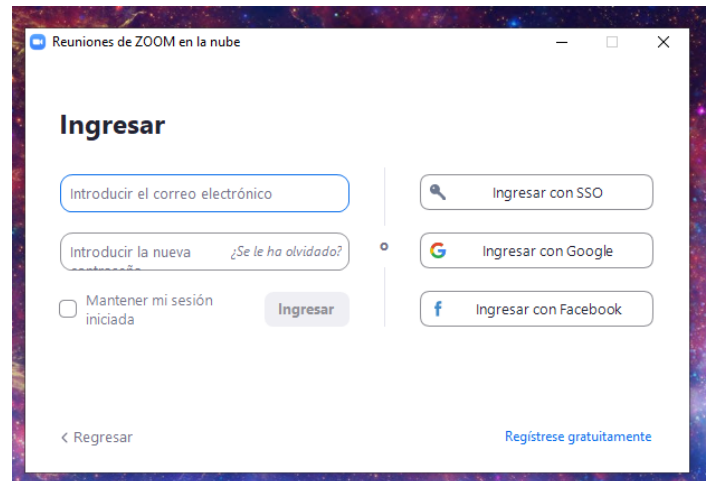 Reuniones de ZOOM en la nube
Ingresar
Introducir el correo electrónico
Introducir la nueva
contraseña
¿Se le ha olvidado?
Mantener mi sesión
iniciada
Ingresar
o
Ingresar con SSO
Ingresar con Google
Ingresar con Facebook
Regresar
Regístrese gratuitamente